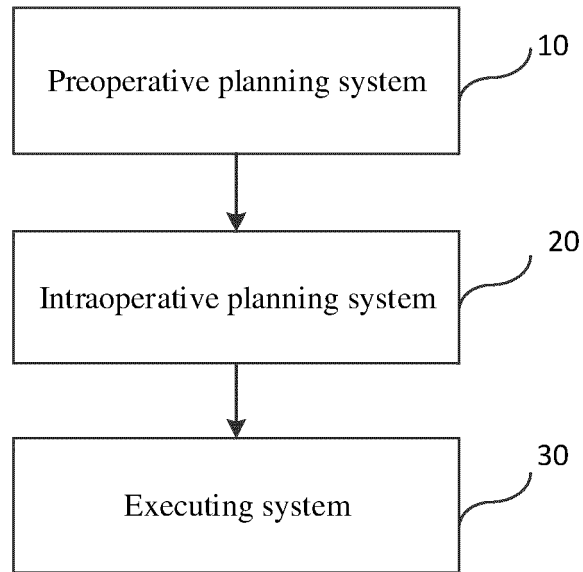 10
Preoperative planning system
20
Intraoperative planning system
30
Executing system